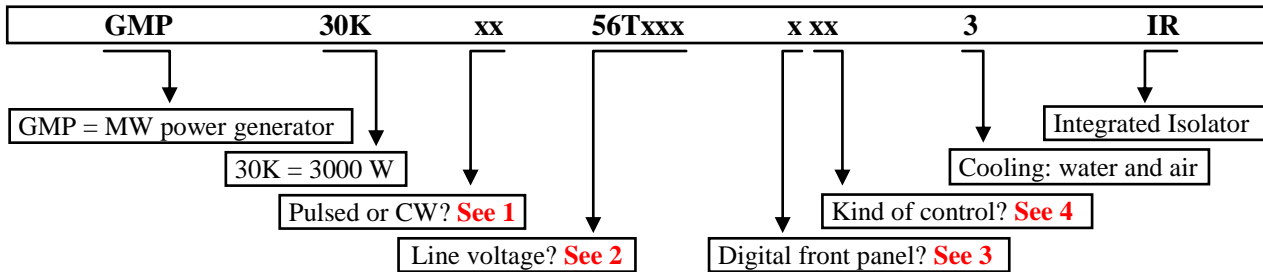 GMP 30K xx 56Txxx x xx 3 IR
GMP = MW power generator
Integrated Isolator
30K = 3000 W
Cooling: water and air
Pulsed or CW? See 1
Kind of control? See 4
Line voltage? See 2
Digital front panel? See 3